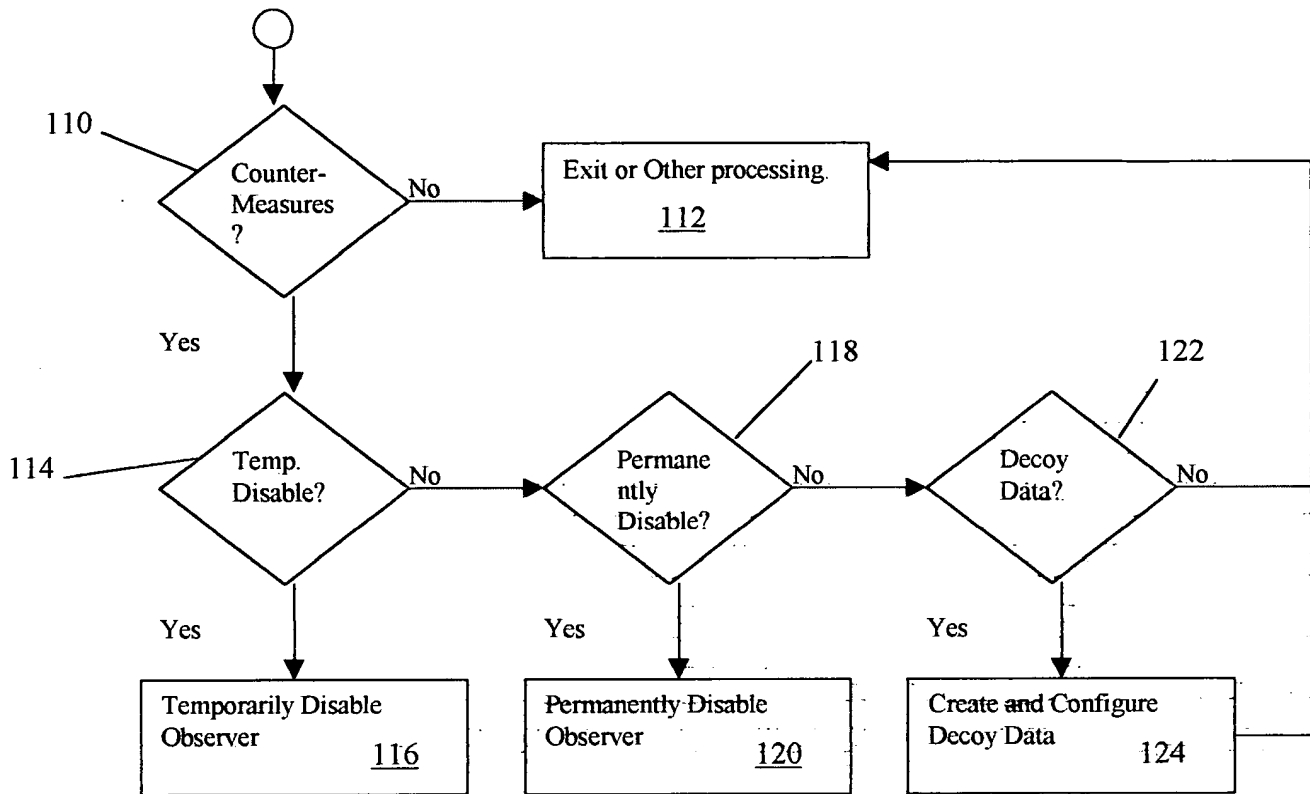 110
Counter-
Measures
?
No
Exit or Other processing.
112
Yes
118
122
114
Temp.
Disable?
No
Permane
ntly
Disable?
No
Decoy
Data?
No
Yes
Yes
Yes
Temporarily Disable
Observer
116
Permanently Disable
Observer
120
Create and Configure
Decoy Data
124